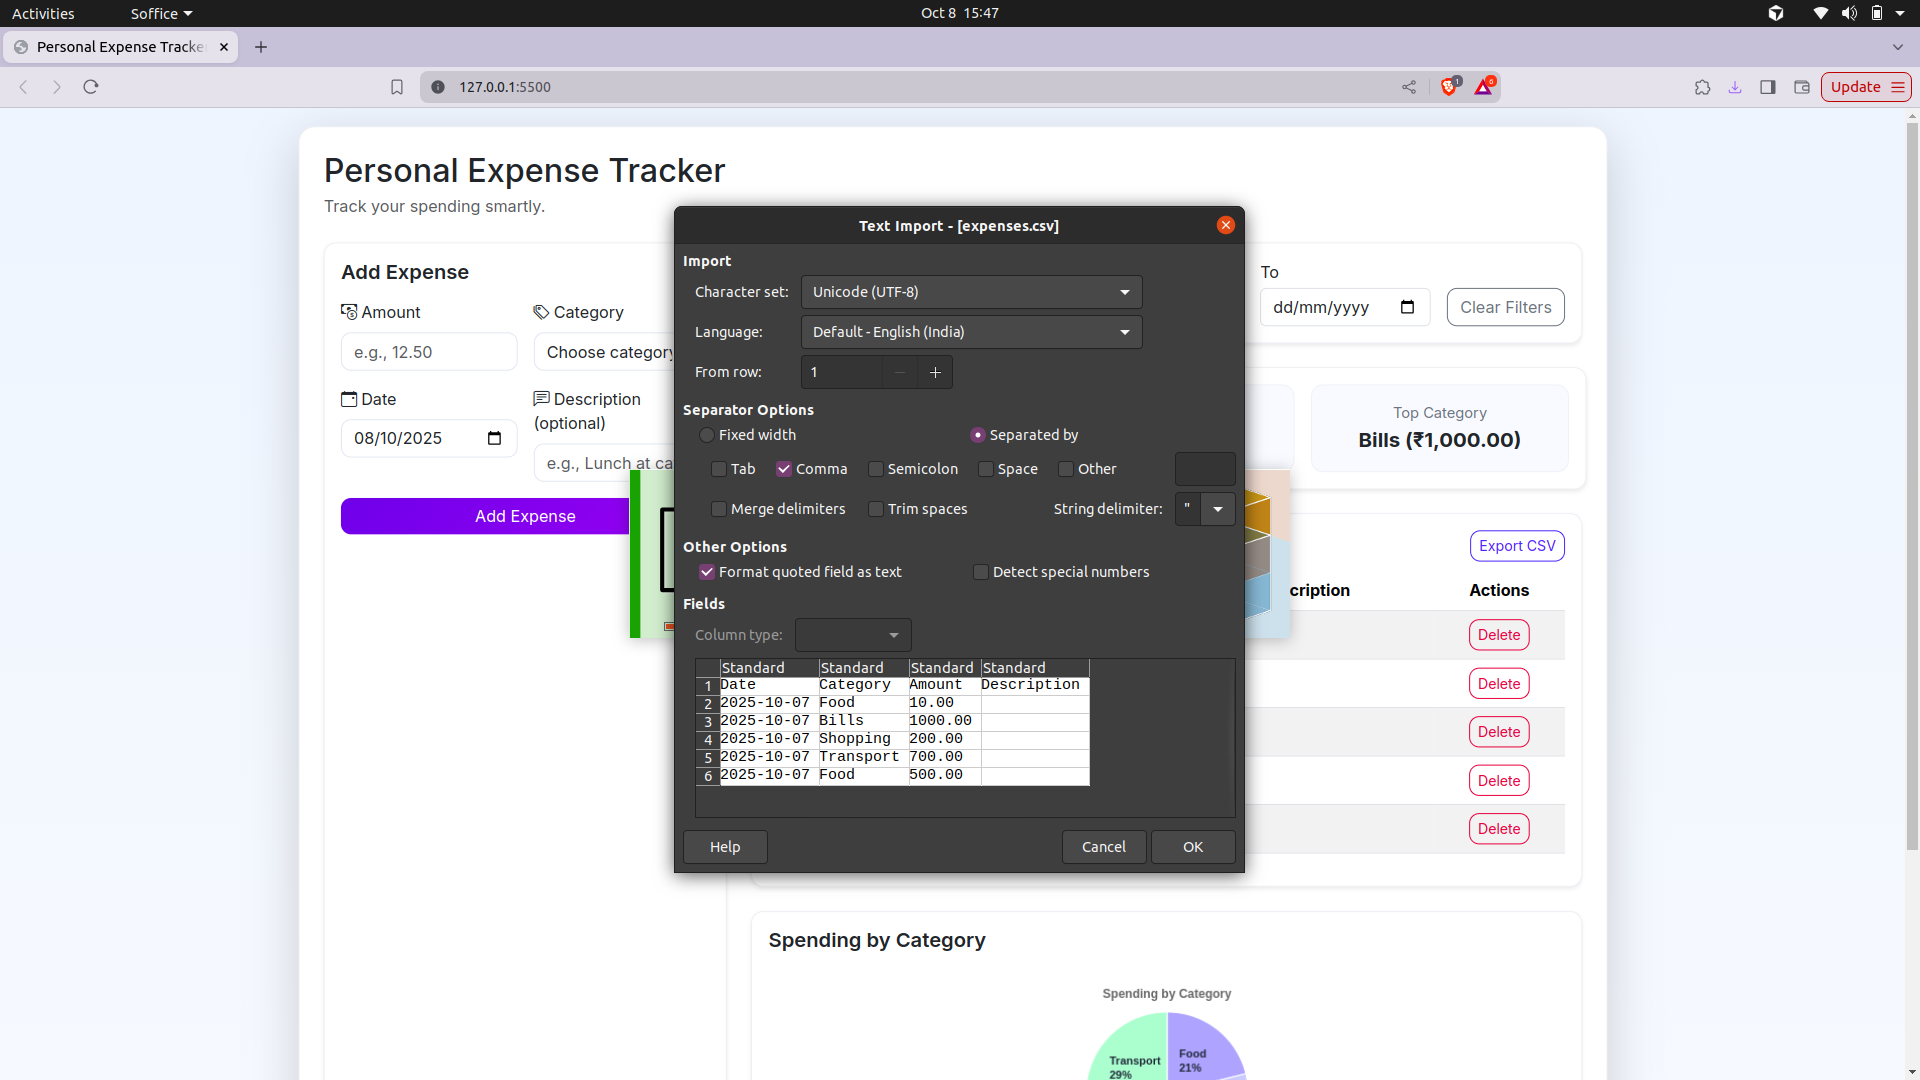 Activities
Soffice
Oct 8 15:47
Personal Expense Tracke
127.0.0.1:5500
1
6
Update
Personal Expense Tracker
Track your spending smartly.
Add Expense
Amount
Category
e.g., 12.50
Choose category
Date
Description
(optional)
08/10/2025
e.g., Lunch at ca
Add Expense
To
dd/mm/yyyy
Clear Filters
Top Category
Bills (₹1,000.00)
Export CSV
cription
Actions
Delete
Delete
Delete
Delete
Delete
Text Import - [expenses.csv]
Import
Character set: Unicode (UTF-8)
Language: Default - English (India)
From row: 1
Separator Options
Fixed width
Separated by
Tab
Comma
Semicolon
Space
Other
Merge delimiters
Trim spaces
String delimiter: "
Other Options
Format quoted field as text
Detect special numbers
Fields
Column type:
Standard Standard Standard Standard
1 Date Category Amount Description
2 2025-10-07 Food 10.00
3 2025-10-07 Bills 1000.00
4 2025-10-07 Shopping 200.00
5 2025-10-07 Transport 700.00
6 2025-10-07 Food 500.00
Help
Cancel
OK
Spending by Category
Spending by Category
Transport
29%
Food
21%